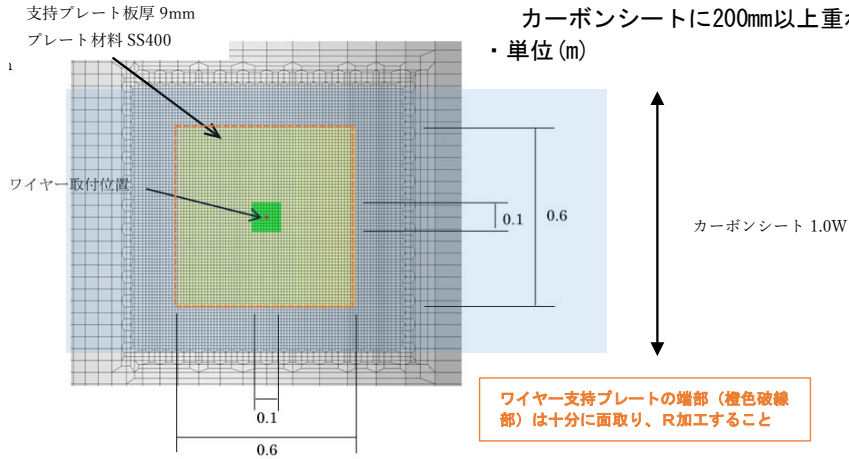 支持プレート板厚 9mm
プレート材料 SS400
カーボンシートに200mm以上重
・単位(m)
ワイヤー取付位置
0.1
0.6
カーボンシート 1.0W
0.1
0.6
ワイヤー支持プレートの端部（橙色破線
部）は十分に面取り、R加工すること